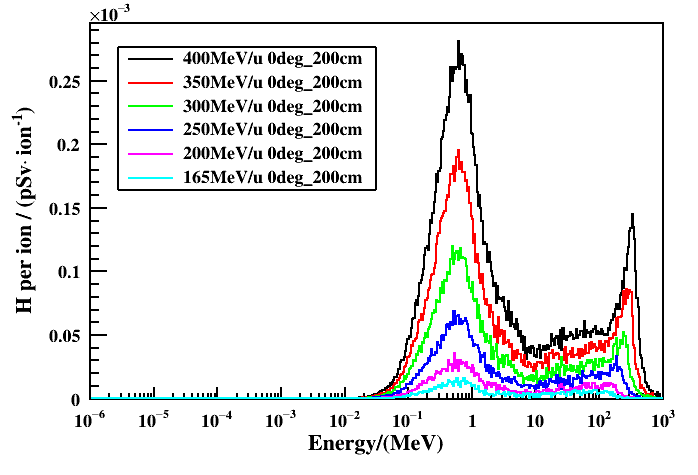 ×10⁻³
400MeV/u 0deg_200cm
350MeV/u 0deg_200cm
300MeV/u 0deg_200cm
250MeV/u 0deg_200cm
200MeV/u 0deg_200cm
165MeV/u 0deg_200cm
0.25
0.2
0.15
0.1
0.05
0
H per ion / (pSv· ion⁻¹)
10⁻⁶ 10⁻⁵ 10⁻⁴ 10⁻³ 10⁻² 10⁻¹ 1 10 10² 10³
Energy/(MeV)